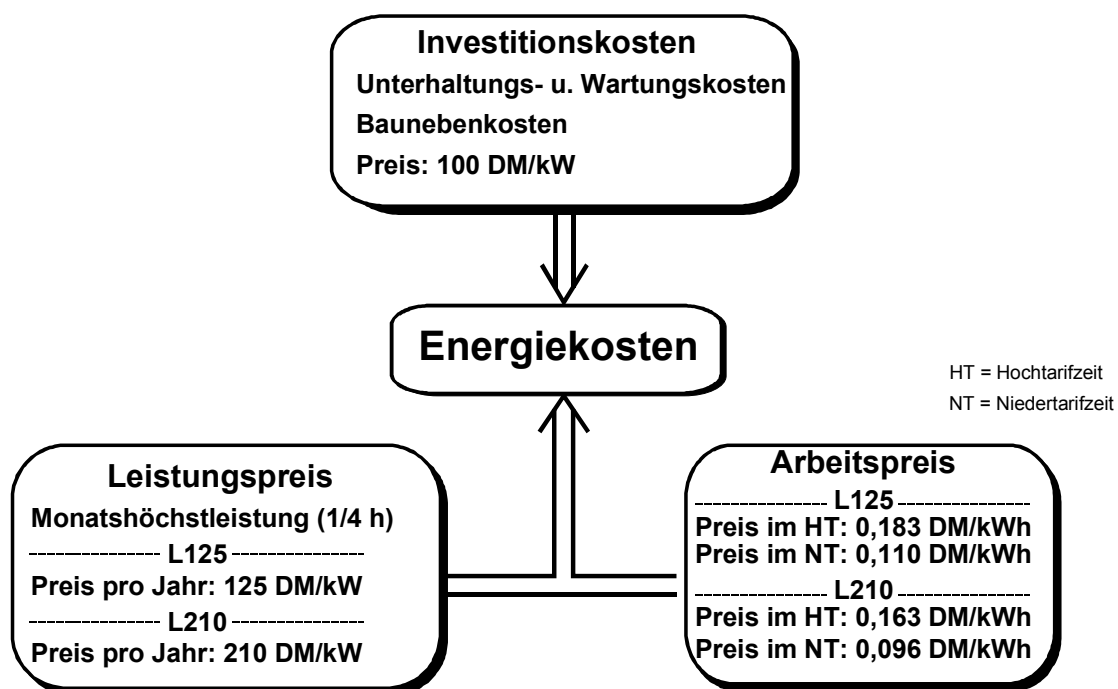 Investitionskosten
Unterhaltungs- u. Wartungskosten
Baunebenkosten
Preis: 100 DM/kW
Energiekosten
HT = Hochtarifzeit
NT = Niedertarifzeit
Leistungspreis
Monatshöchstleistung (1/4 h)
L125
Preis pro Jahr: 125 DM/kW
L210
Preis pro Jahr: 210 DM/kW
Arbeitspreis
L125
Preis im HT: 0,183 DM/kWh
Preis im NT: 0,110 DM/kWh
L210
Preis im HT: 0,163 DM/kWh
Preis im NT: 0,096 DM/kWh